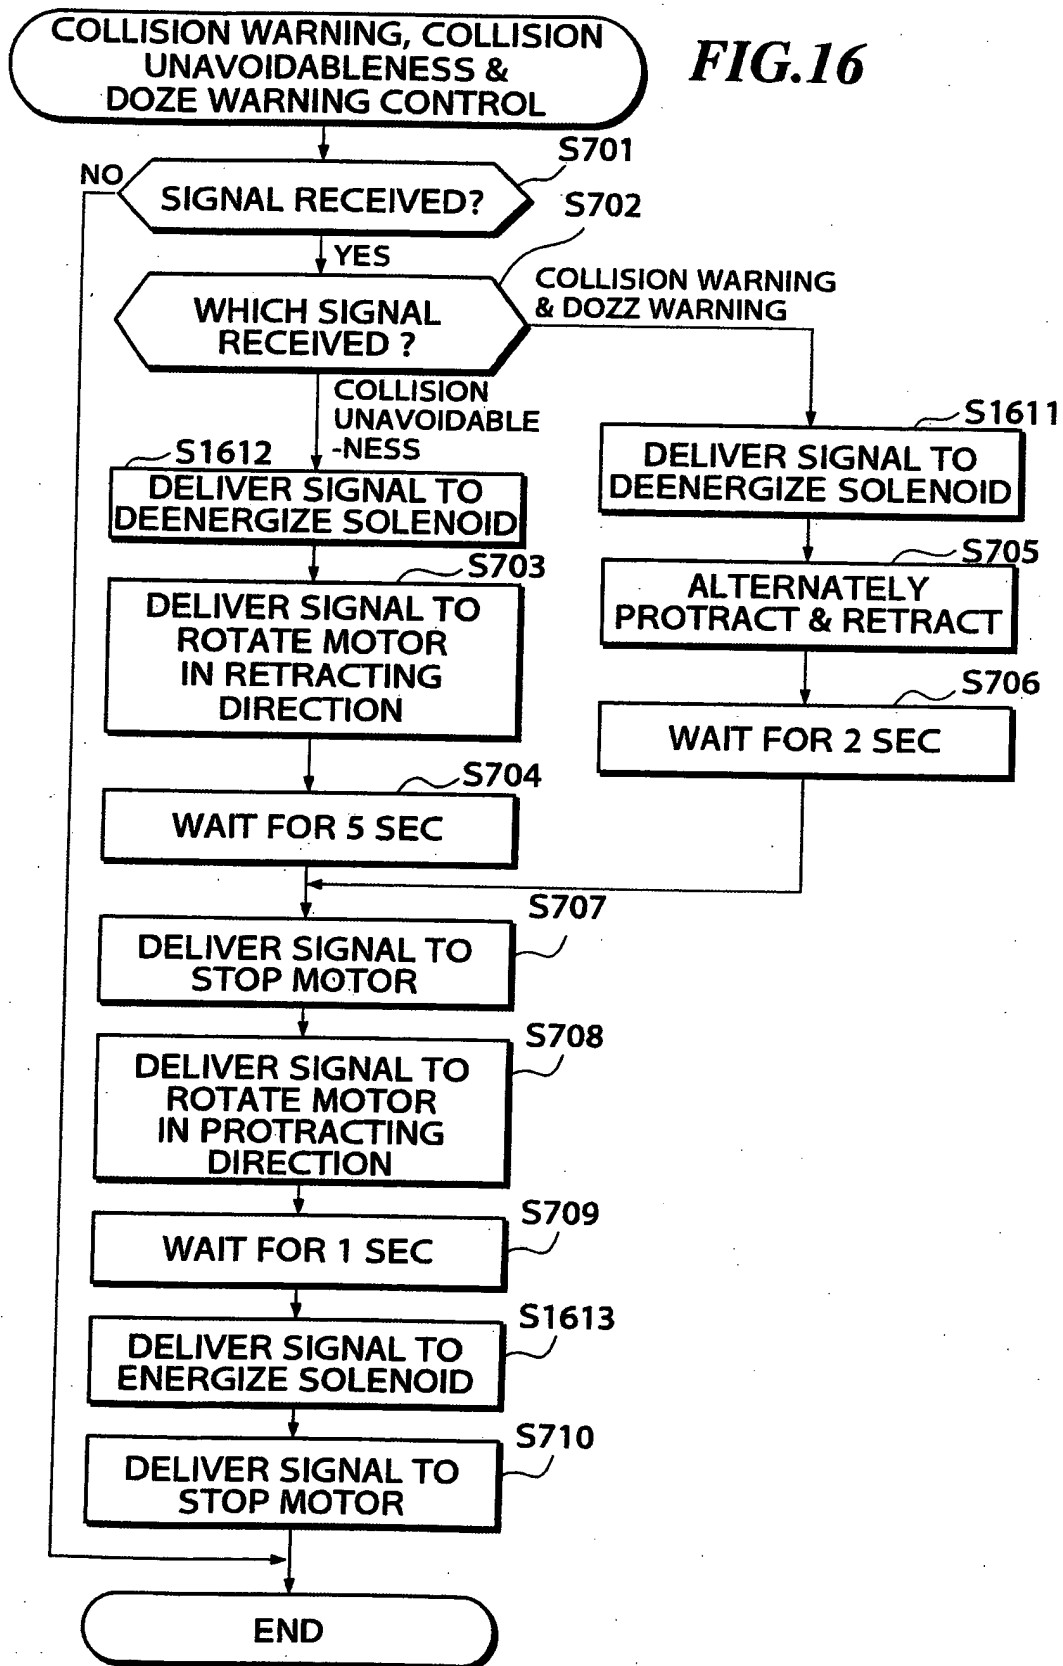 COLLISION WARNING, COLLISION
UNAVOIDABLENESS &
DOZE WARNING CONTROL
FIG.16
S701
NO
SIGNAL RECEIVED?
S702
YES
COLLISION WARNING
& DOZZ WARNING
WHICH SIGNAL
RECEIVED ?
COLLISION
UNAVOIDABLE
-NESS
S1611
DELIVER SIGNAL TO
DEENERGIZE SOLENOID
S1612
DELIVER SIGNAL TO
DEENERGIZE SOLENOID
S705
ALTERNATELY
PROTRACT & RETRACT
S703
DELIVER SIGNAL TO
ROTATE MOTOR
IN RETRACTING
DIRECTION
S706
WAIT FOR 2 SEC
S704
WAIT FOR 5 SEC
S707
DELIVER SIGNAL TO
STOP MOTOR
S708
DELIVER SIGNAL TO
ROTATE MOTOR
IN PROTRACTING
DIRECTION
S709
WAIT FOR 1 SEC
S1613
DELIVER SIGNAL TO
ENERGIZE SOLENOID
S710
DELIVER SIGNAL TO
STOP MOTOR
END